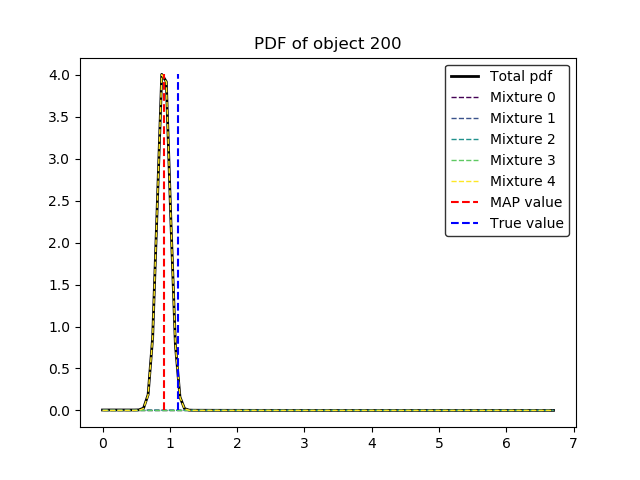 PDF of object 200
4.0
3.5
3.0
2.5
2.0
1.5
1.0
0.5
0.0
0 1 2 3 4 5 6 7
Total pdf
Mixture 0
Mixture 1
Mixture 2
Mixture 3
Mixture 4
MAP value
True value